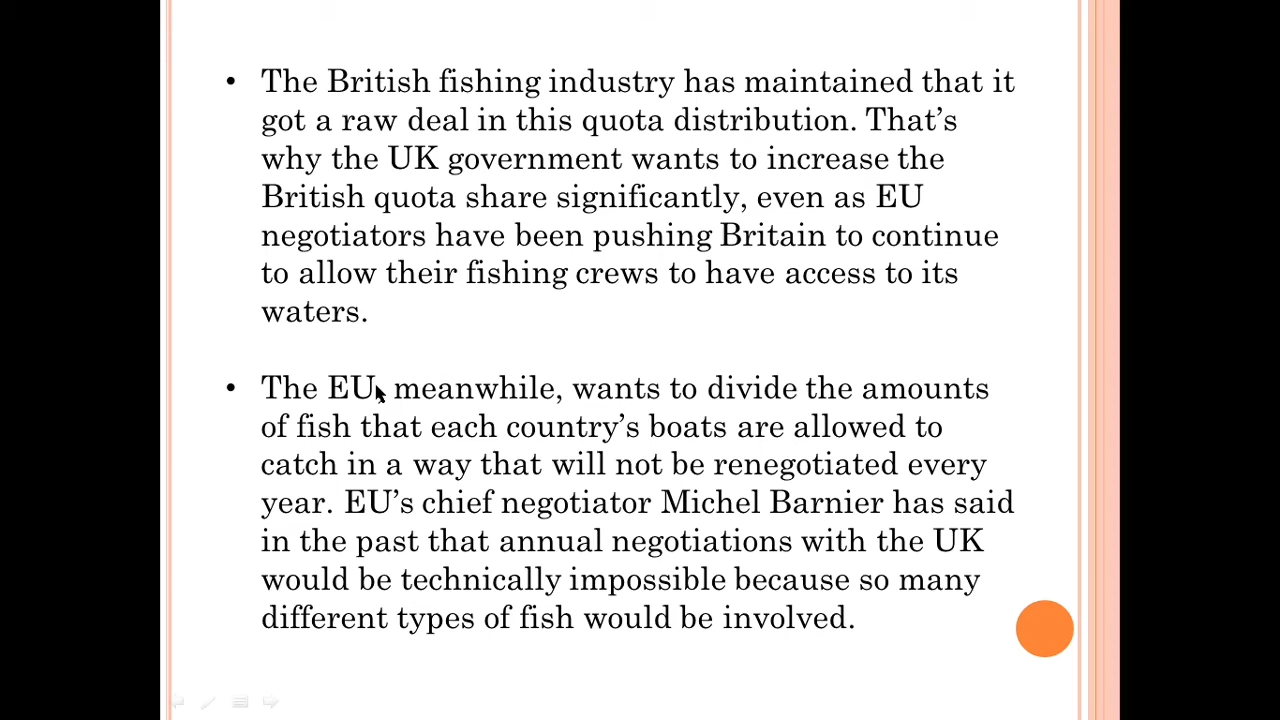 • The British fishing industry has maintained that it
got a raw deal in this quota distribution. That’s
why the UK government wants to increase the
British quota share significantly, even as EU
negotiators have been pushing Britain to continue
to allow their fishing crews to have access to its
waters.
• The EU, meanwhile, wants to divide the amounts
of fish that each country’s boats are allowed to
catch in a way that will not be renegotiated every
year. EU’s chief negotiator Michel Barnier has said
in the past that annual negotiations with the UK
would be technically impossible because so many
different types of fish would be involved.